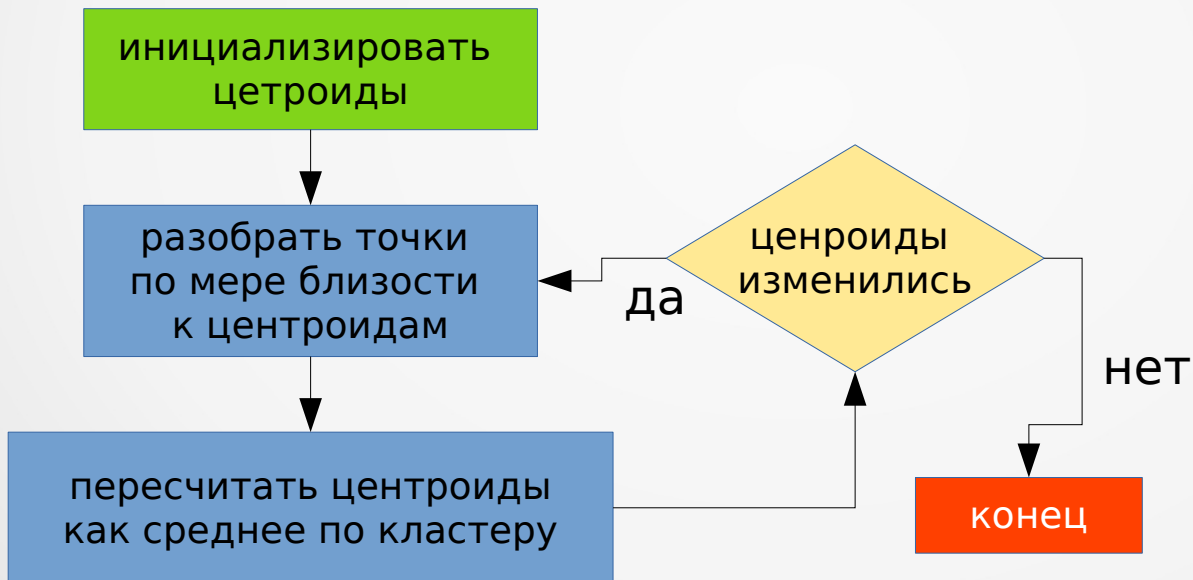 инициализировать
цетроиды
разобрать точки
по мере близости
к центроидам
ценроиды
изменились
да
нет
пересчитать центроиды
как среднее по кластеру
конец